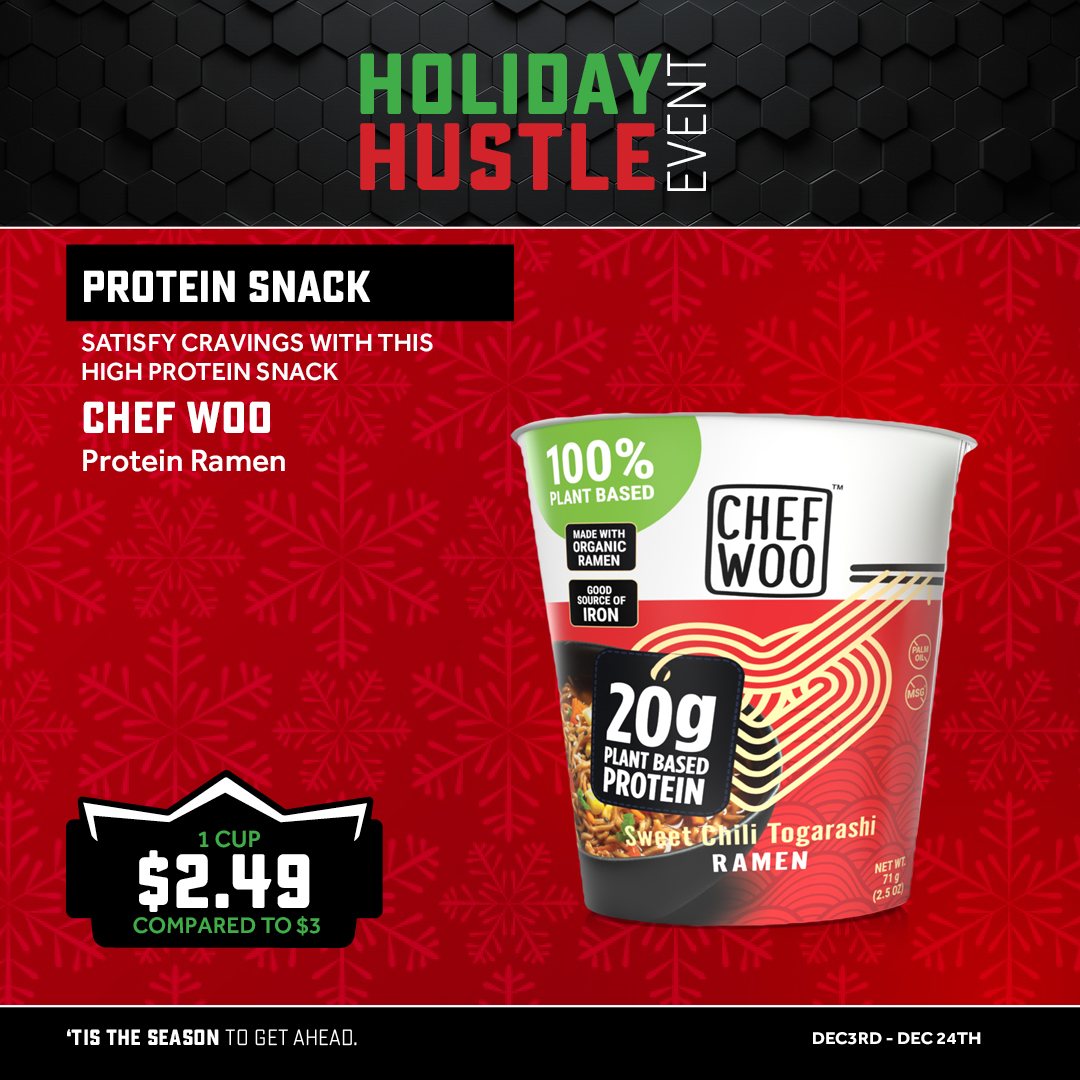 HOLIDAY
HUSTLE
EVENT
PROTEIN SNACK
SATISFY CRAVINGS WITH THIS
HIGH PROTEIN SNACK
CHEF WOO
Protein Ramen
100%
PLANT BASED
MADE WITH
ORGANIC
RAMEN
GOOD
SOURCE OF
IRON
CHEF
WOO
™
PALM
OIL
MSG
20g
PLANT BASED
PROTEIN
Sweet Chili Togarashi
RAMEN
NET WT.
71 g
(2.5 OZ)
1 CUP
$2.49
COMPARED TO $3
‘TIS THE SEASON TO GET AHEAD.
DEC3RD - DEC 24TH